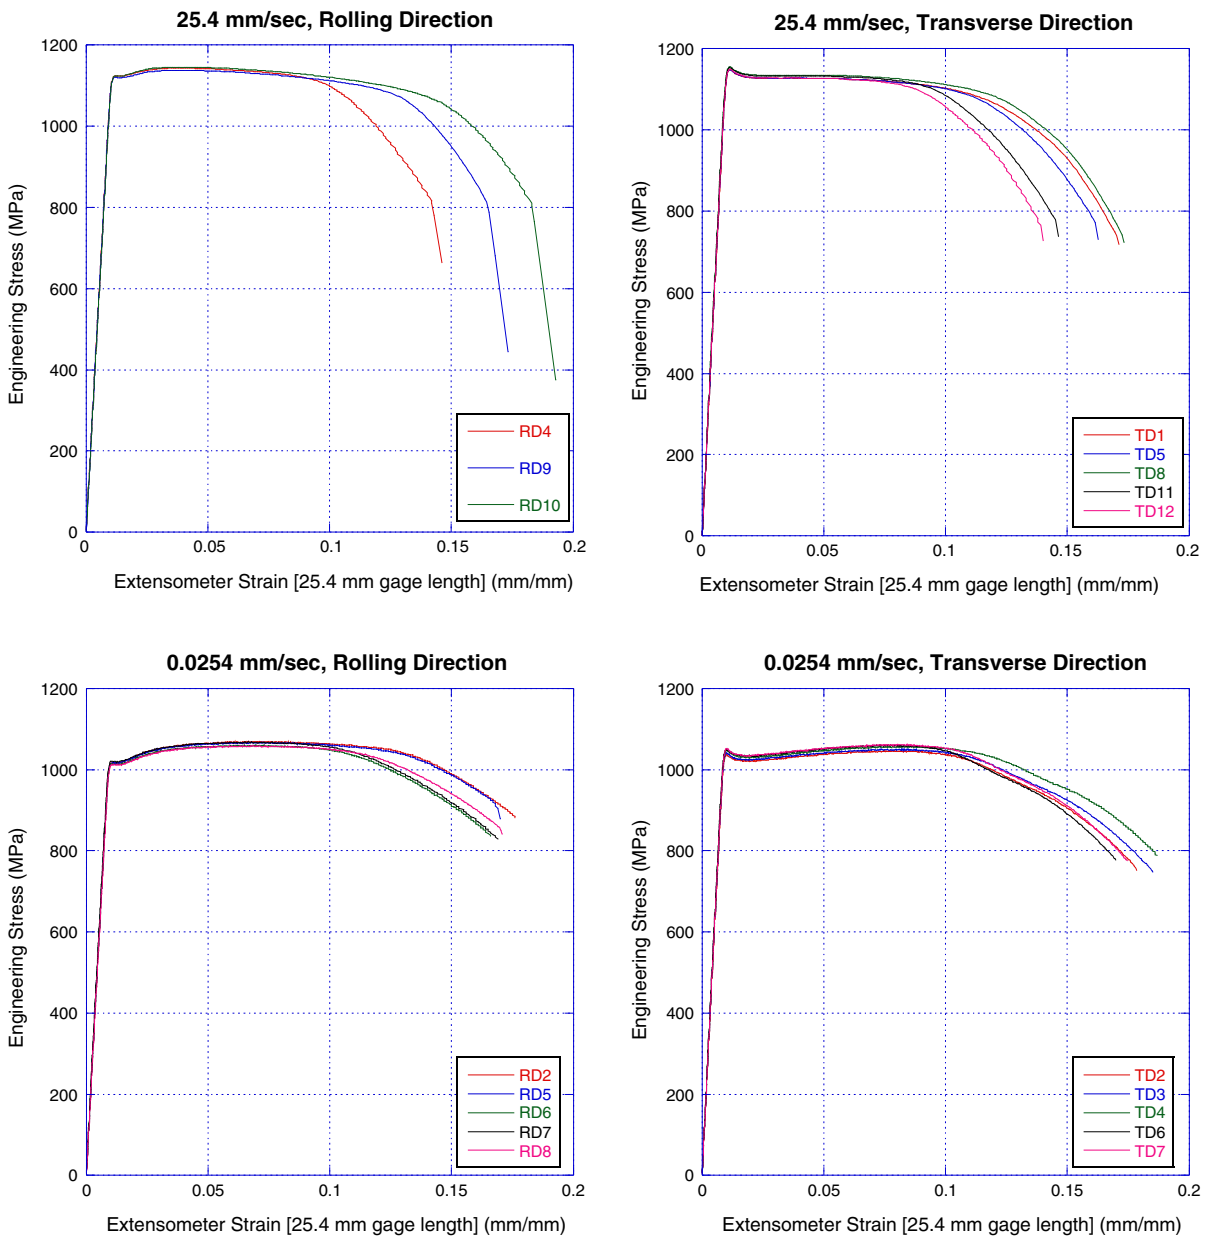 25.4 mm/sec, Rolling Direction
1200
1000
800
600
400
200
0
Engineering Stress (MPa)
RD4
RD9
RD10
0
0.05
0.1
0.15
0.2
Extensometer Strain [25.4 mm gage length] (mm/mm)
25.4 mm/sec, Transverse Direction
1200
1000
800
600
400
200
0
Engineering Stress (MPa)
TD1
TD5
TD8
TD11
TD12
0
0.05
0.1
0.15
0.2
Extensometer Strain [25.4 mm gage length] (mm/mm)
0.0254 mm/sec, Rolling Direction
1200
1000
800
600
400
200
0
Engineering Stress (MPa)
RD2
RD5
RD6
RD7
RD8
0
0.05
0.1
0.15
0.2
Extensometer Strain [25.4 mm gage length] (mm/mm)
0.0254 mm/sec, Transverse Direction
1200
1000
800
600
400
200
0
Engineering Stress (MPa)
TD2
TD3
TD4
TD6
TD7
0
0.05
0.1
0.15
0.2
Extensometer Strain [25.4 mm gage length] (mm/mm)